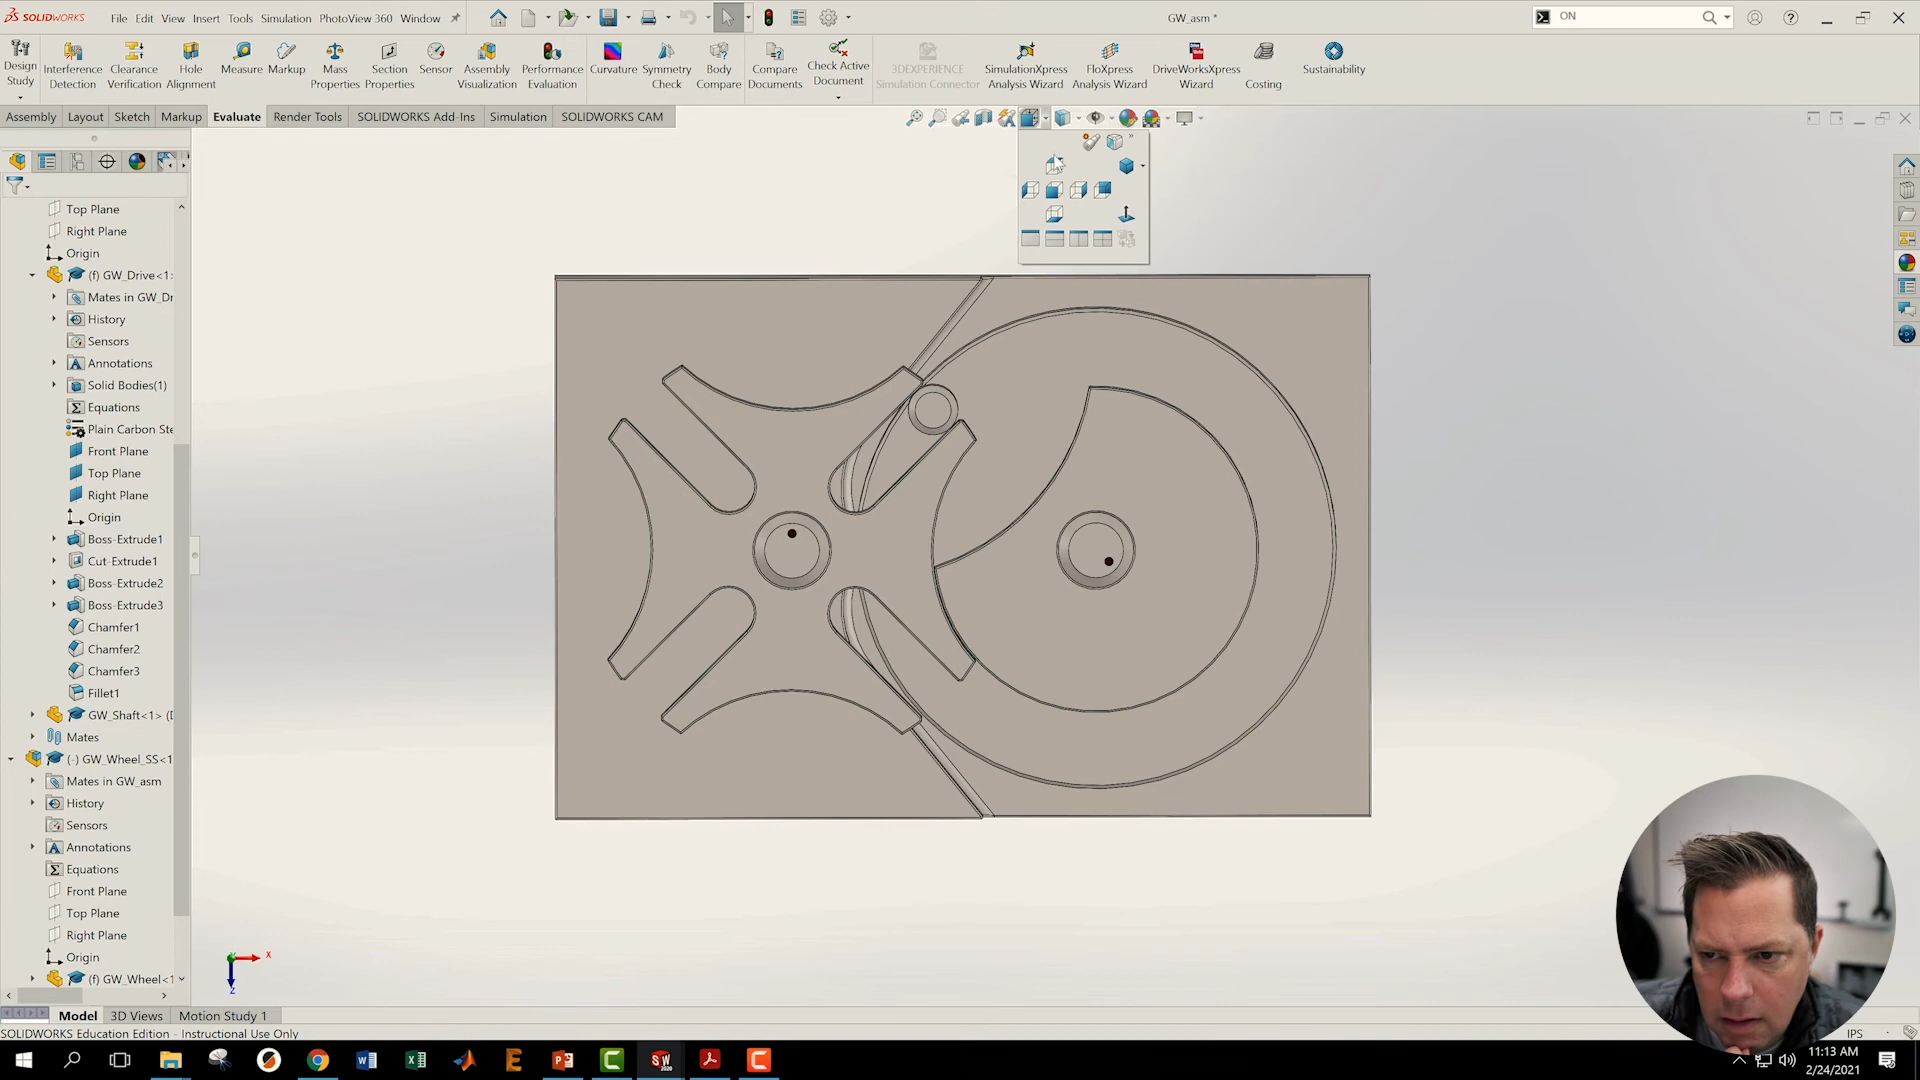 SOLIDWORKS File Edit View Insert Tools Simulation PhotoView 360 Window
GW_asm *
ON
Design Study
Interference Detection
Clearance Verification
Hole Alignment
Measure
Markup
Mass Properties
Section Properties
Sensor
Assembly Visualization
Performance Evaluation
Curvature
Symmetry Check
Body Compare
Compare Documents
Check Active Document
3DEXPERIENCE Simulation Connector
SimulationXpress Analysis Wizard
FloXpress Analysis Wizard
DriveWorksXpress Wizard
Costing
Sustainability
Assembly Layout Sketch Markup Evaluate Render Tools SOLIDWORKS Add-Ins Simulation SOLIDWORKS CAM
Top Plane
Right Plane
Origin
(f) GW_Drive<1>
Mates in GW_Dr
History
Sensors
Annotations
Solid Bodies(1)
Equations
Plain Carbon Ste
Front Plane
Top Plane
Right Plane
Origin
Boss-Extrude1
Cut-Extrude1
Boss-Extrude2
Boss-Extrude3
Chamfer1
Chamfer2
Chamfer3
Fillet1
GW_Shaft<1> (D
Mates
(-) GW_Wheel_SS<1
Mates in GW_asm
History
Sensors
Annotations
Equations
Front Plane
Top Plane
Right Plane
Origin
(f) GW_Wheel<1
X
Z
Model 3D Views Motion Study 1
SOLIDWORKS Education Edition - Instructional Use Only
IPS
11:13 AM
2/24/2021